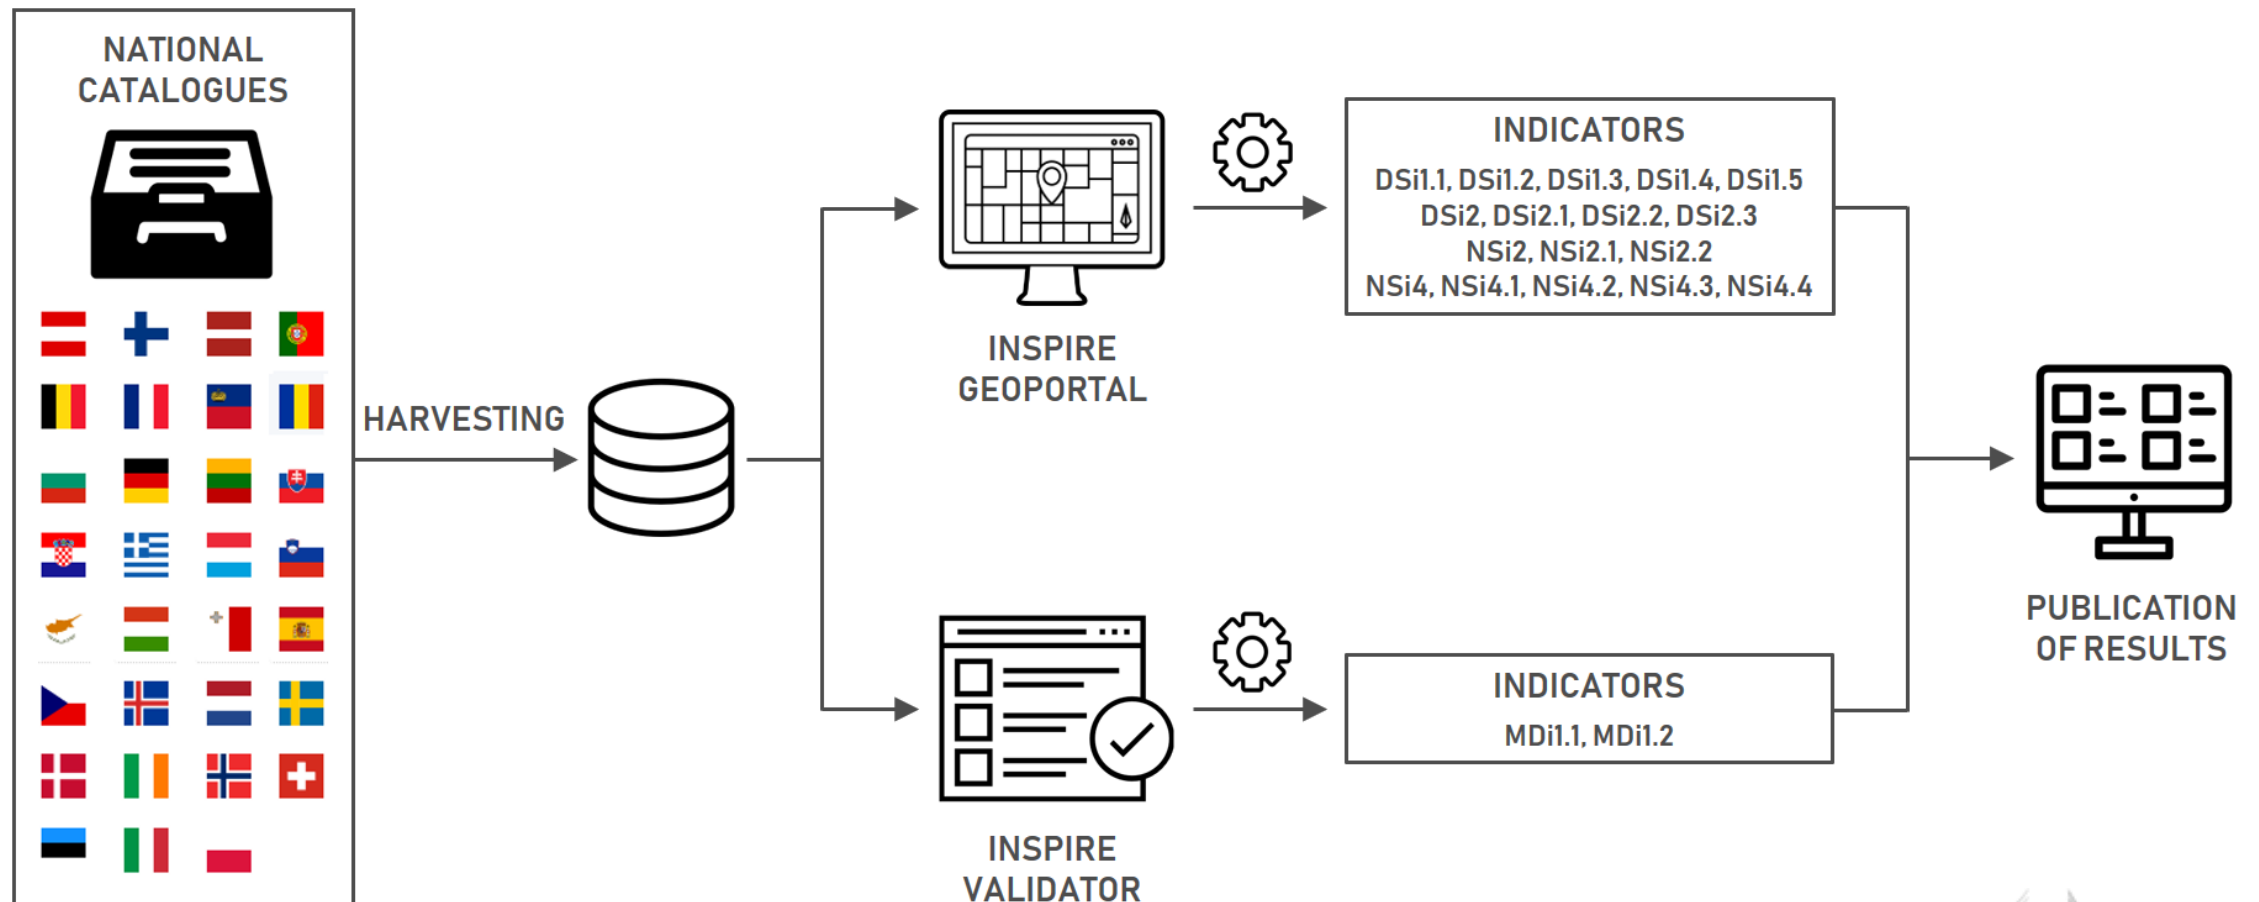 NATIONAL
CATALOGUES
HARVESTING
INSPIRE
GEOPORTAL
INDICATORS
DSi1.1, DSi1.2, DSi1.3, DSi1.4, DSi1.5
DSi2, DSi2.1, DSi2.2, DSi2.3
NSi2, NSi2.1, NSi2.2
NSi4, NSi4.1, NSi4.2, NSi4.3, NSi4.4
INSPIRE
VALIDATOR
INDICATORS
MDi1.1, MDi1.2
PUBLICATION
OF RESULTS